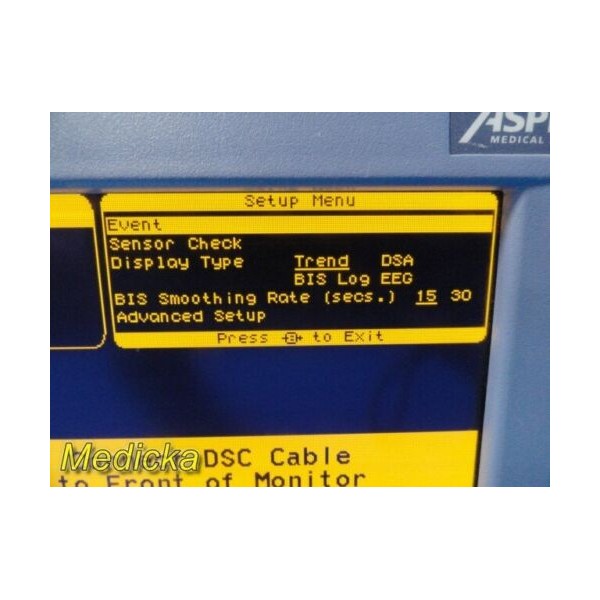 ASP
MEDICAL
Setup Menu
Event
Sensor Check
Display Type Trend DSA
BIS Log EEG
BIS Smoothing Rate (secs.) 15 30
Advanced Setup
Press to Exit
Medicka DSC Cable
to Front of Monitor